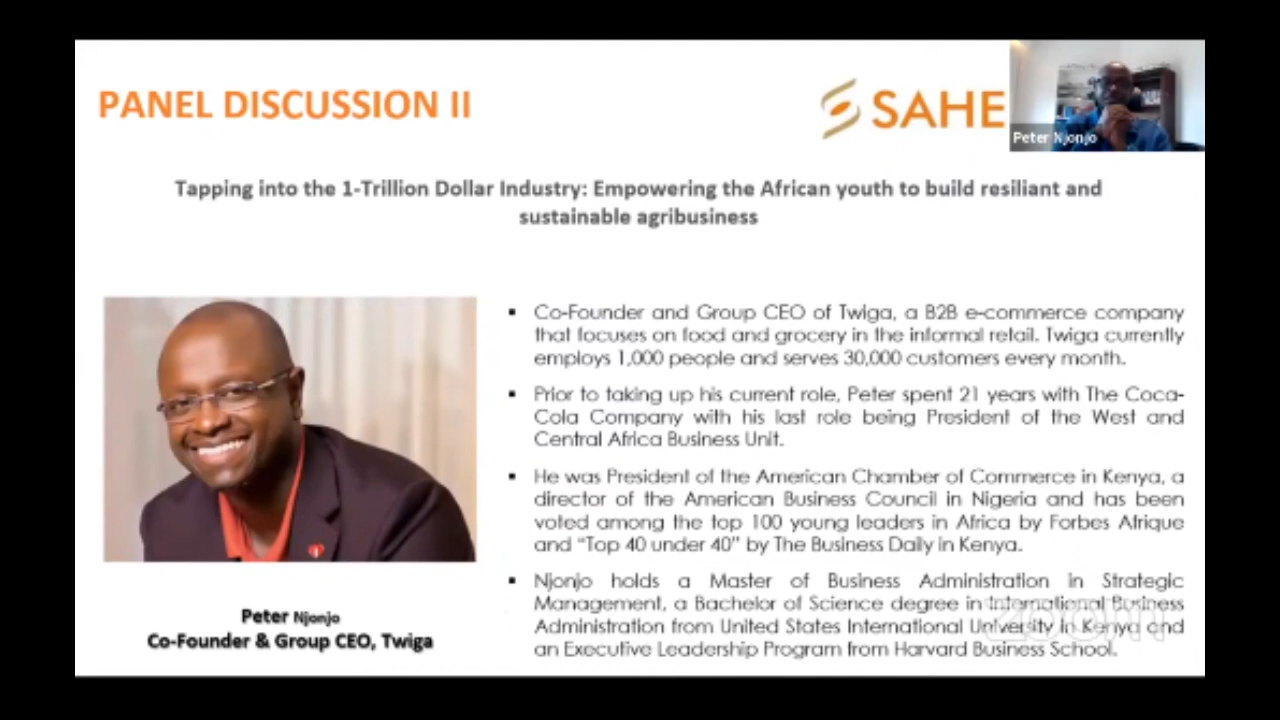 PANEL DISCUSSION II
SAHE
Peter Njonjo
Tapping into the 1-Trillion Dollar Industry: Empowering the African youth to build resiliant and
sustainable agribusiness
▪ Co-Founder and Group CEO of Twiga, a B2B e-commerce company
that focuses on food and grocery in the informal retail. Twiga currently
employs 1,000 people and serves 30,000 customers every month.
▪ Prior to taking up his current role, Peter spent 21 years with The Coca-
Cola Company with his last role being President of the West and
Central Africa Business Unit.
▪ He was President of the American Chamber of Commerce in Kenya, a
director of the American Business Council in Nigeria and has been
voted among the top 100 young leaders in Africa by Forbes Afrique
and “Top 40 under 40” by The Business Daily in Kenya.
▪ Njonjo holds a Master of Business Administration in Strategic
Management, a Bachelor of Science degree in International Business
Administration from United States International University in Kenya and
an Executive Leadership Program from Harvard Business School.
Peter Njonjo
Co-Founder & Group CEO, Twiga
zoom